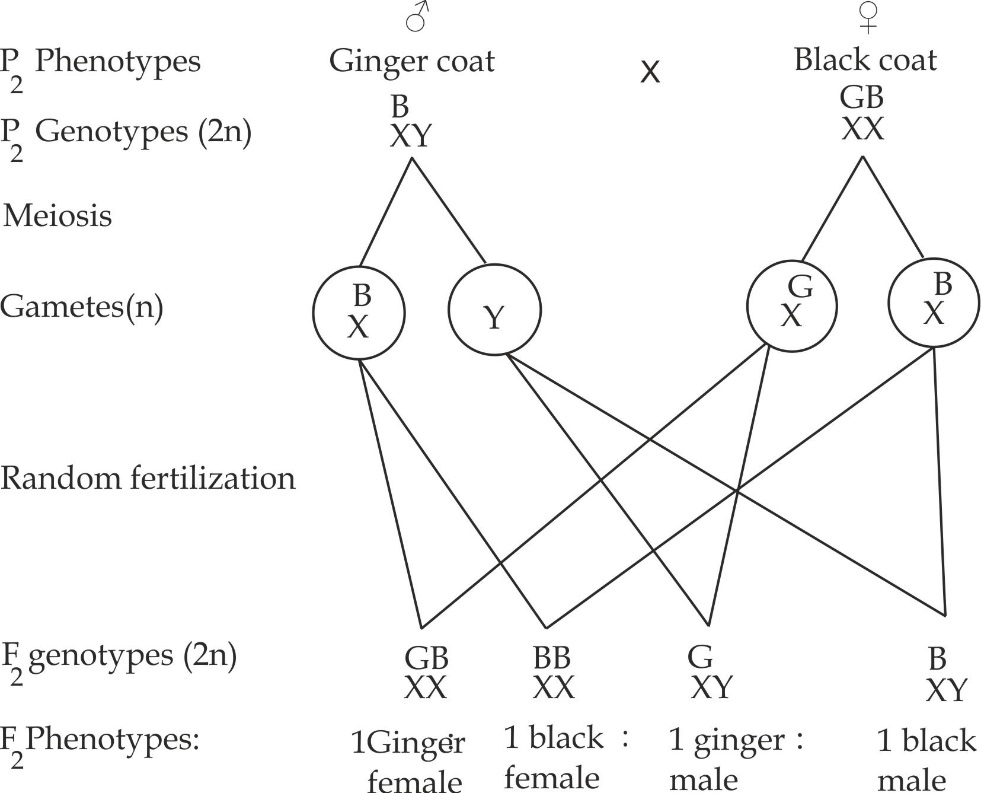 ♂ ♀
P2 Phenotypes Ginger coat x Black coat
B GB
P2 Genotypes (2n) XY XX
Meiosis
B G B
Gametes(n) X Y X X
Random fertilization
F2 genotypes (2n) GB BB G B
XX XX XY XY
F2 Phenotypes: 1Ginger: 1 black : 1 ginger : 1 black
female female male male